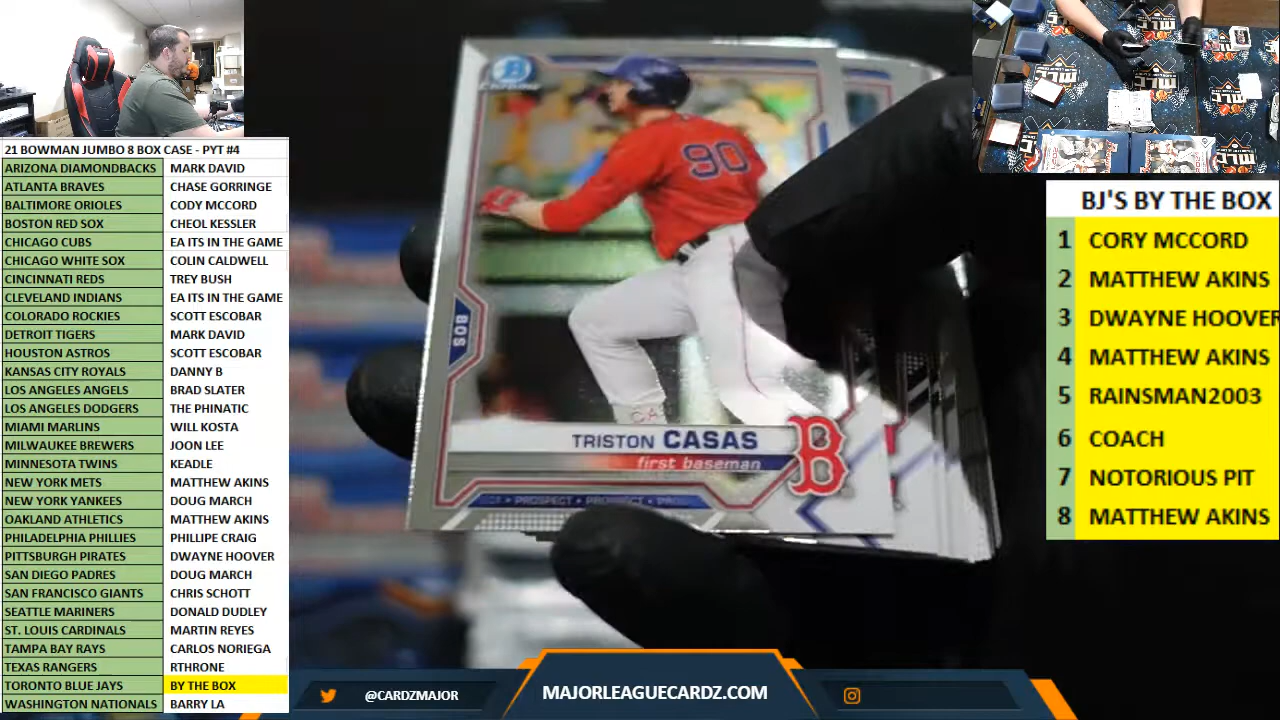 21 BOWMAN JUMBO 8 BOX CASE - PYT #4
ARIZONA DIAMONDBACKS MARK DAVID
ATLANTA BRAVES CHASE GORRINGE
BALTIMORE ORIOLES CODY MCCORD
BOSTON RED SOX CHEOL KESSLER
CHICAGO CUBS EA ITS IN THE GAME
CHICAGO WHITE SOX COLIN CALDWELL
CINCINNATI REDS TREY BUSH
CLEVELAND INDIANS EA ITS IN THE GAME
COLORADO ROCKIES SCOTT ESCOBAR
DETROIT TIGERS MARK DAVID
HOUSTON ASTROS SCOTT ESCOBAR
KANSAS CITY ROYALS DANNY B
LOS ANGELES ANGELS BRAD SLATER
LOS ANGELES DODGERS THE PHINATIC
MIAMI MARLINS WILL KOSTA
MILWAUKEE BREWERS JOON LEE
MINNESOTA TWINS KEADLE
NEW YORK METS MATTHEW AKINS
NEW YORK YANKEES DOUG MARCH
OAKLAND ATHLETICS MATTHEW AKINS
PHILADELPHIA PHILLIES PHILLIPE CRAIG
PITTSBURGH PIRATES DWAYNE HOOVER
SAN DIEGO PADRES DOUG MARCH
SAN FRANCISCO GIANTS CHRIS SCHOTT
SEATTLE MARINERS DONALD DUDLEY
ST. LOUIS CARDINALS MARTIN REYES
TAMPA BAY RAYS CARLOS NORIEGA
TEXAS RANGERS RTHRONE
TORONTO BLUE JAYS BY THE BOX
WASHINGTON NATIONALS BARRY LA
B
Chrome
90
BOS
TRISTON CASAS
first baseman
B
PROSPECT • PROSPECT
MLC
BJ'S BY THE BOX
1 CORY MCCORD
2 MATTHEW AKINS
3 DWAYNE HOOVER
4 MATTHEW AKINS
5 RAINSMAN2003
6 COACH
7 NOTORIOUS PIT
8 MATTHEW AKINS
@CARDZMAJOR
MAJORLEAGUECARDZ.COM